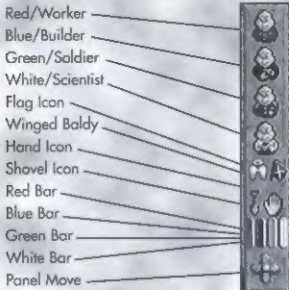 Red/Worker
Blue/Builder
Green/Soldier
White/Scientist
Flag Icon
Winged Baldy
Hand Icon
Shovel Icon
Red Bar
Blue Bar
Green Bar
White Bar
Panel Move